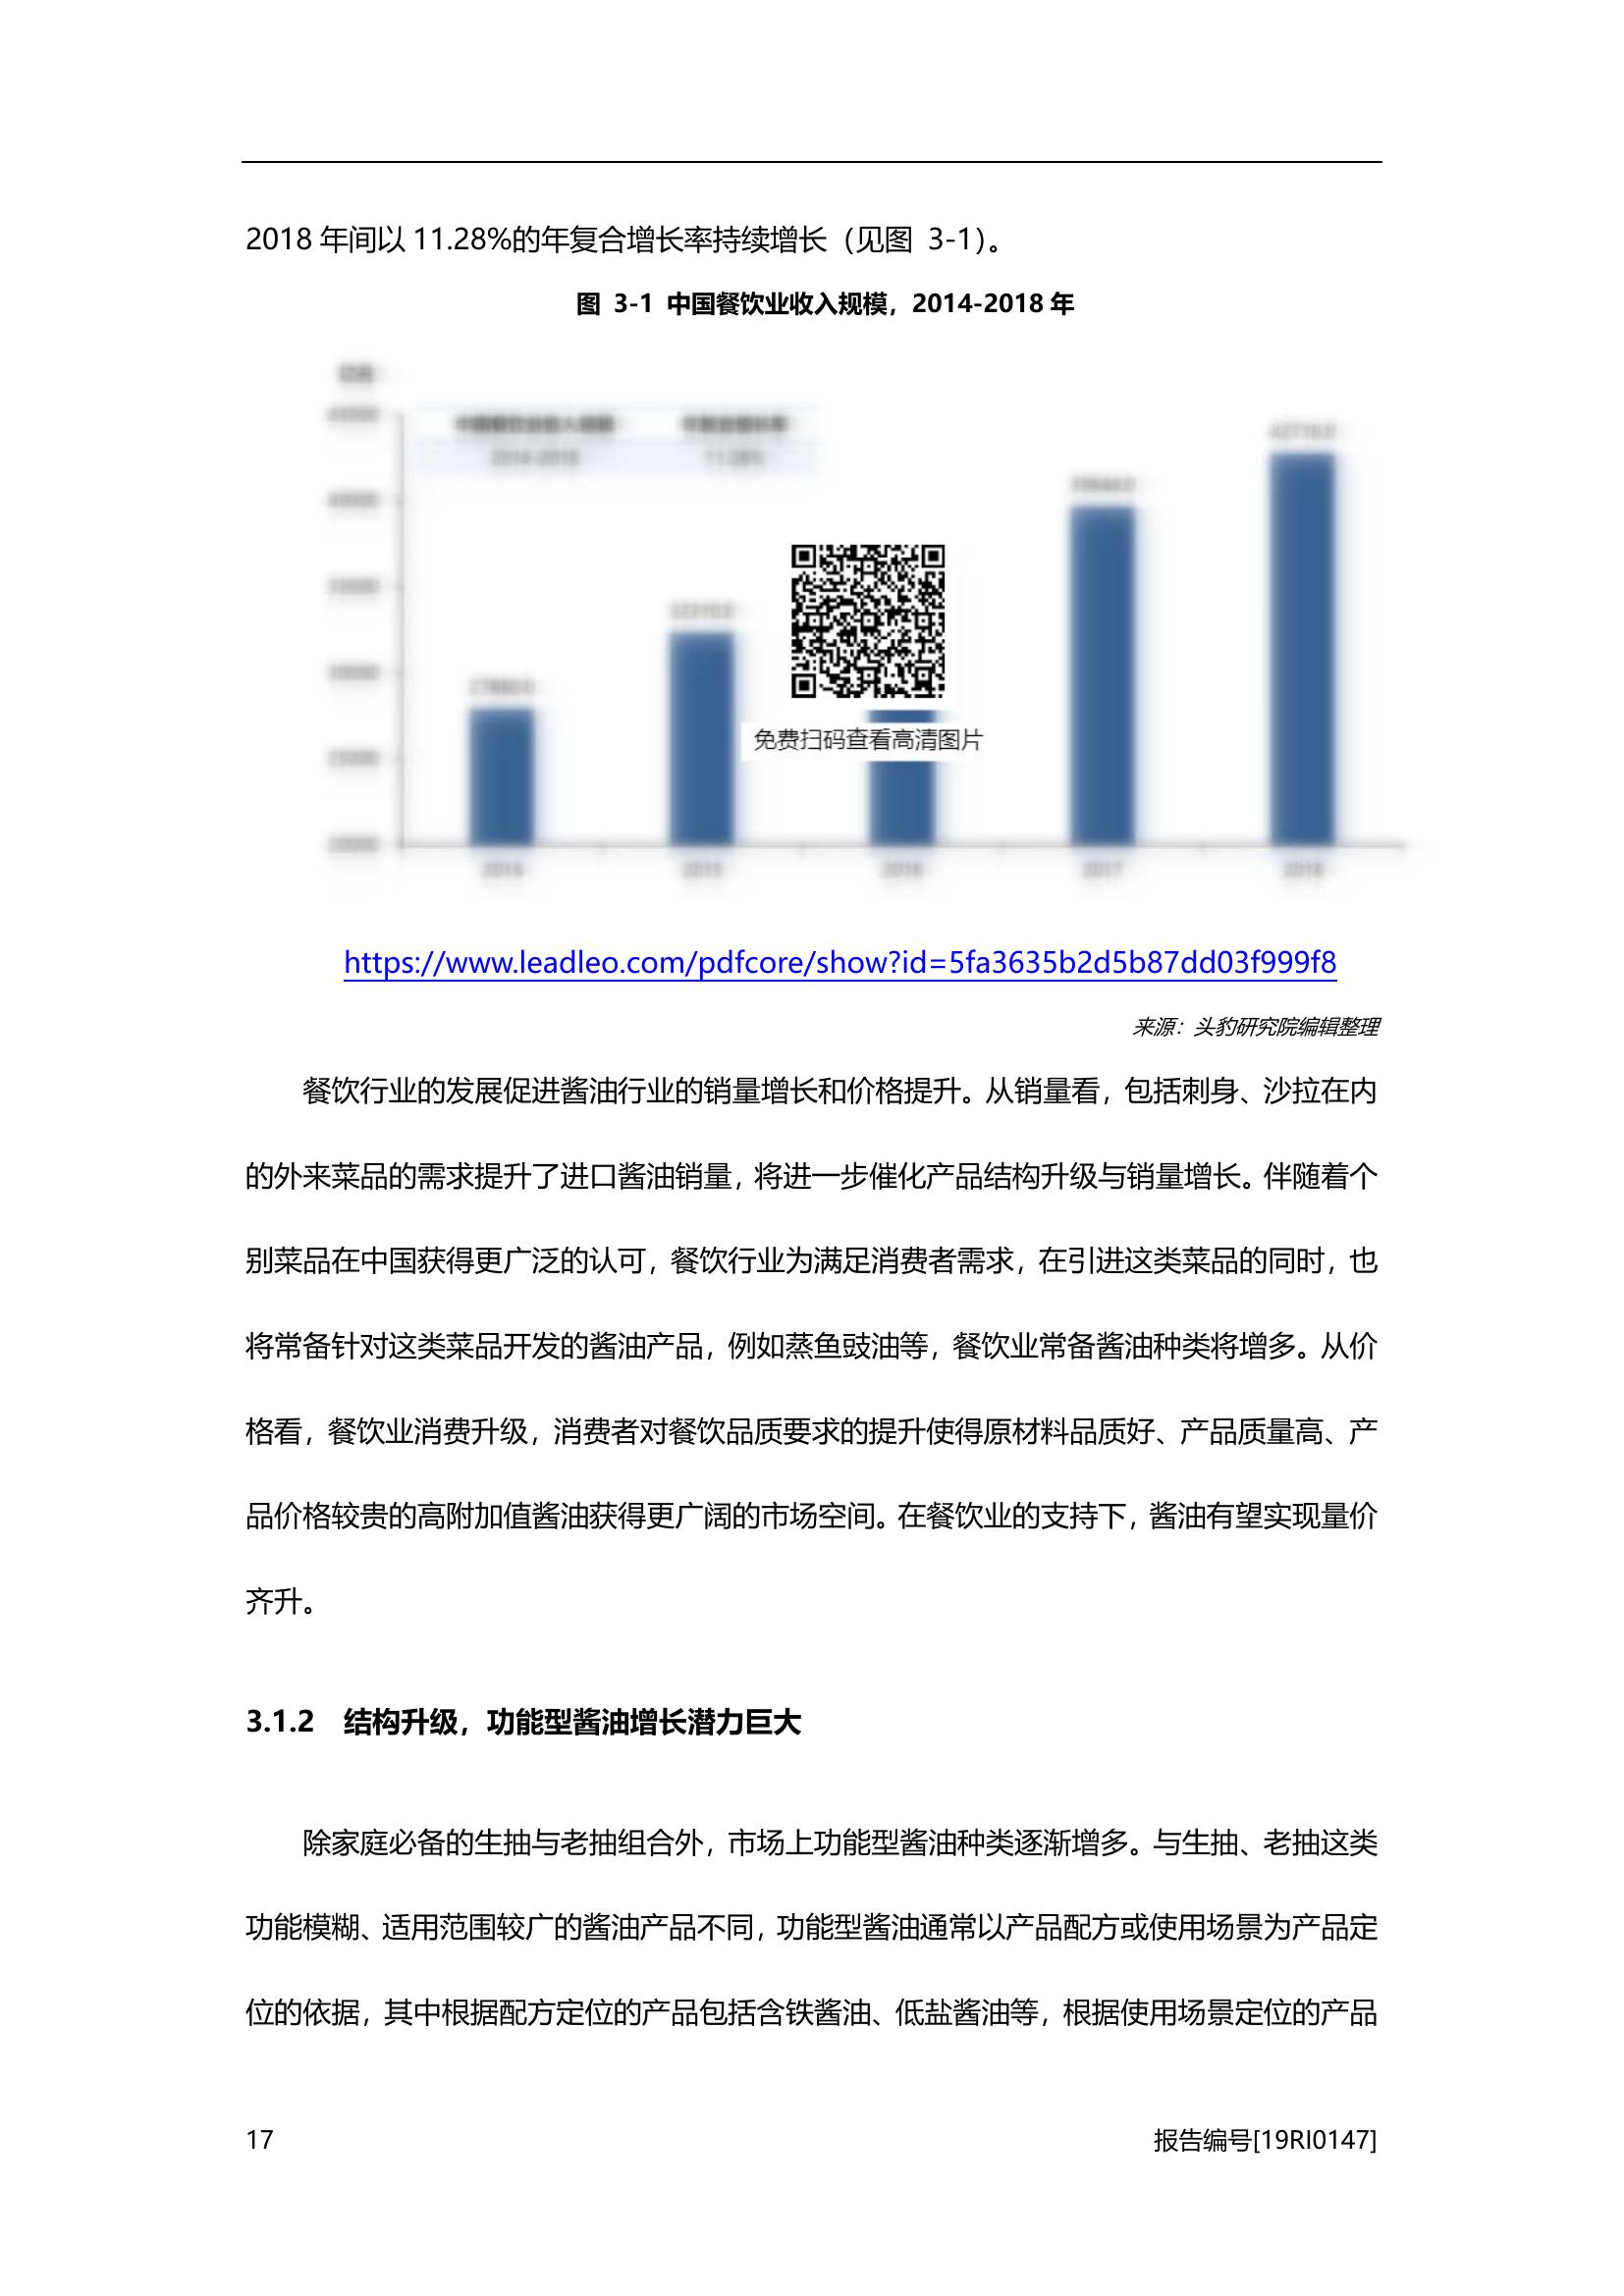 2018 年间以 11.28%的年复合增长率持续增长（见图 3-1）。
图 3-1 中国餐饮业收入规模，2014-2018 年
2014-2018
11.28%
免费扫码查看高清图片
2014
2015
2016
2017
2018
https://www.leadleo.com/pdfcore/show?id=5fa3635b2d5b87dd03f999f8
来源：头豹研究院编辑整理
餐饮行业的发展促进酱油行业的销量增长和价格提升。从销量看，包括刺身、沙拉在内
的外来菜品的需求提升了进口酱油销量，将进一步催化产品结构升级与销量增长。伴随着个
别菜品在中国获得更广泛的认可，餐饮行业为满足消费者需求，在引进这类菜品的同时，也
将常备针对这类菜品开发的酱油产品，例如蒸鱼豉油等，餐饮业常备酱油种类将增多。从价
格看，餐饮业消费升级，消费者对餐饮品质要求的提升使得原材料品质好、产品质量高、产
品价格较贵的高附加值酱油获得更广阔的市场空间。在餐饮业的支持下，酱油有望实现量价
齐升。
3.1.2 结构升级，功能型酱油增长潜力巨大
除家庭必备的生抽与老抽组合外，市场上功能型酱油种类逐渐增多。与生抽、老抽这类
功能模糊、适用范围较广的酱油产品不同，功能型酱油通常以产品配方或使用场景为产品定
位的依据，其中根据配方定位的产品包括含铁酱油、低盐酱油等，根据使用场景定位的产品
17
报告编号[19RI0147]